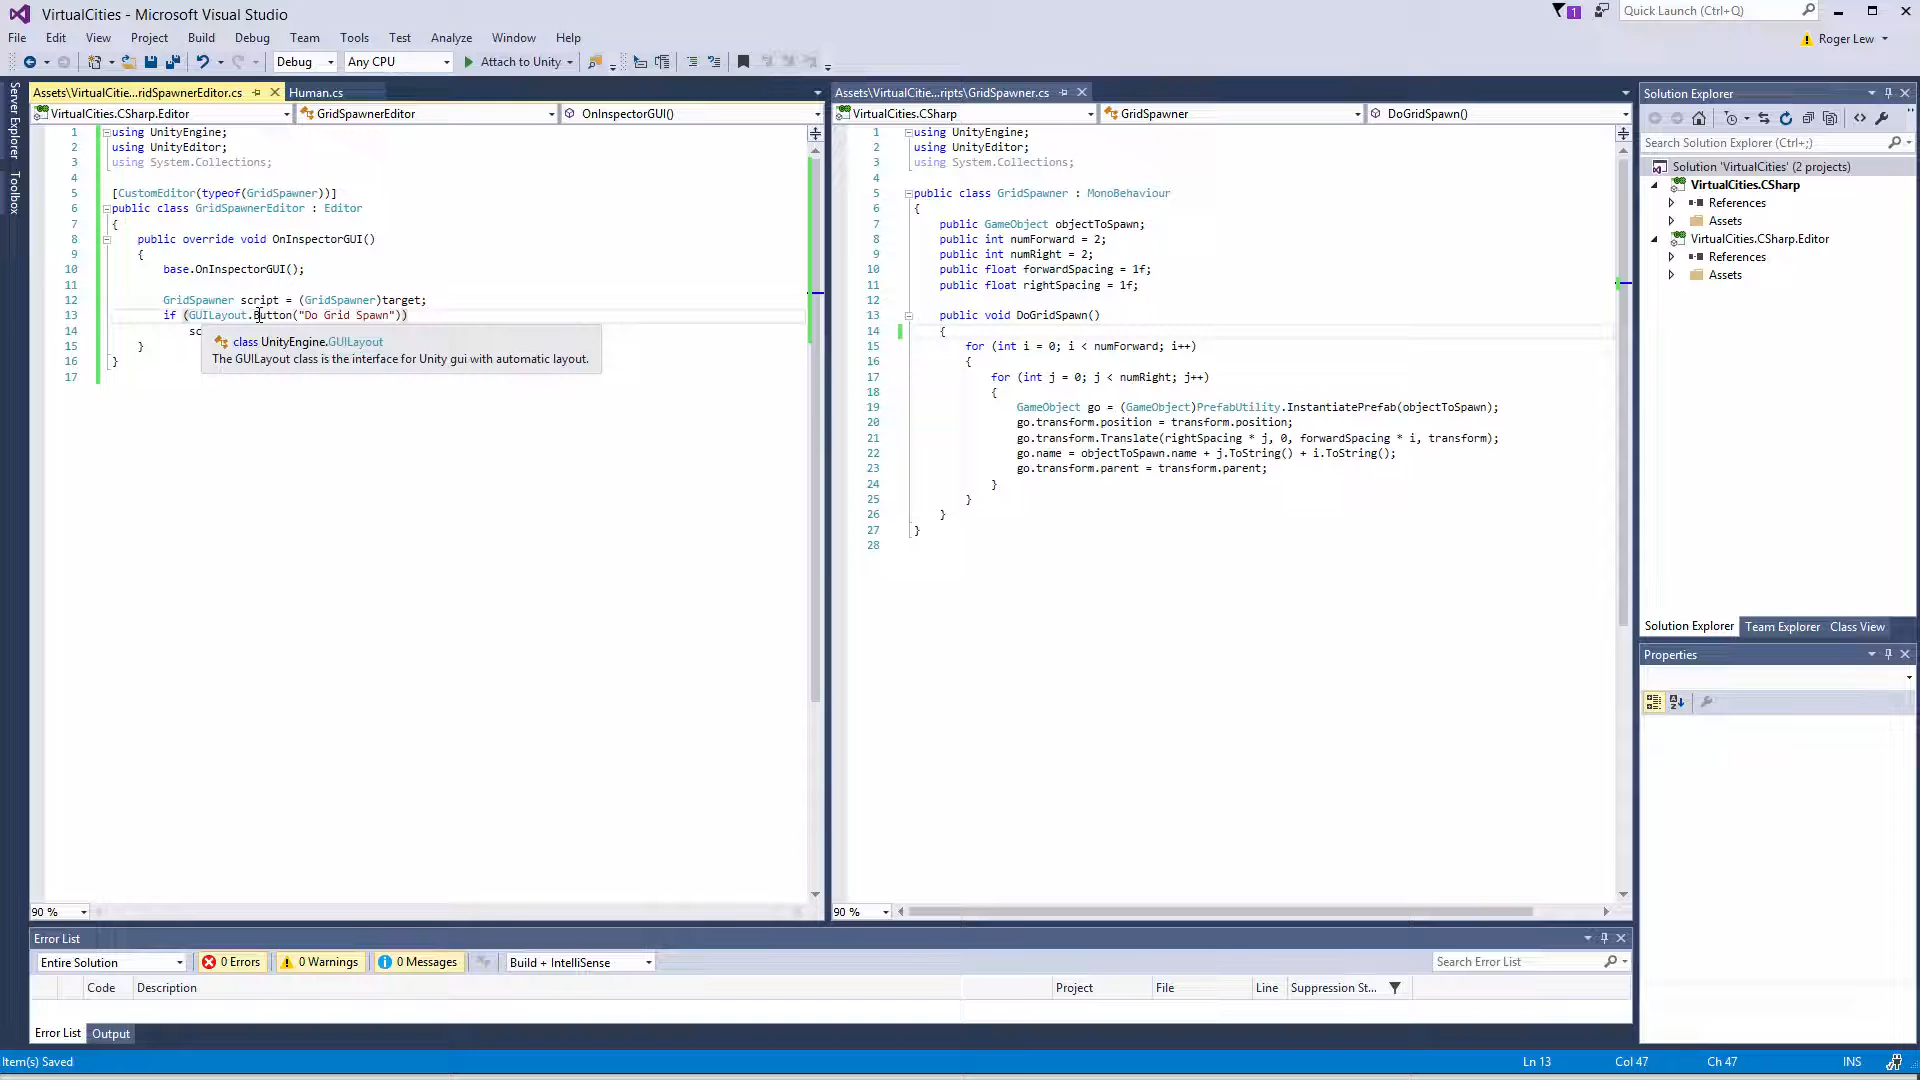 VirtualCities - Microsoft Visual Studio
1
Quick Launch (Ctrl+Q)
File Edit View Project Build Debug Team Tools Test Analyze Window Help
Roger Lew
Debug Any CPU Attach to Unity
Server Explorer
Toolbox
Assets\VirtualCitie...ridSpawnerEditor.cs Human.cs
VirtualCities.CSharp.Editor GridSpawnerEditor OnInspectorGUI()
1 using UnityEngine;
2 using UnityEditor;
3 using System.Collections;
4
5 [CustomEditor(typeof(GridSpawner))]
6 public class GridSpawnerEditor : Editor
7 {
8 public override void OnInspectorGUI()
9 {
10 base.OnInspectorGUI();
11
12 GridSpawner script = (GridSpawner)target;
13 if (GUILayout.Button("Do Grid Spawn"))
14 sc
15 }
16 }
17
class UnityEngine.GUILayout
The GUILayout class is the interface for Unity gui with automatic layout.
90 %
Assets\VirtualCitie...ripts\GridSpawner.cs
VirtualCities.CSharp GridSpawner DoGridSpawn()
1 using UnityEngine;
2 using UnityEditor;
3 using System.Collections;
4
5 public class GridSpawner : MonoBehaviour
6 {
7 public GameObject objectToSpawn;
8 public int numForward = 2;
9 public int numRight = 2;
10 public float forwardSpacing = 1f;
11 public float rightSpacing = 1f;
12
13 public void DoGridSpawn()
14 {
15 for (int i = 0; i < numForward; i++)
16 {
17 for (int j = 0; j < numRight; j++)
18 {
19 GameObject go = (GameObject)PrefabUtility.InstantiatePrefab(objectToSpawn);
20 go.transform.position = transform.position;
21 go.transform.Translate(rightSpacing * j, 0, forwardSpacing * i, transform);
22 go.name = objectToSpawn.name + j.ToString() + i.ToString();
23 go.transform.parent = transform.parent;
24 }
25 }
26 }
27 }
28
90 %
Solution Explorer
Search Solution Explorer (Ctrl+;)
Solution 'VirtualCities' (2 projects)
VirtualCities.CSharp
References
Assets
VirtualCities.CSharp.Editor
References
Assets
Solution Explorer Team Explorer Class View
Properties
Error List
Entire Solution 0 Errors 0 Warnings 0 Messages Build + IntelliSense Search Error List
Code Description Project File Line Suppression St...
Error List Output
Item(s) Saved Ln 13 Col 47 Ch 47 INS